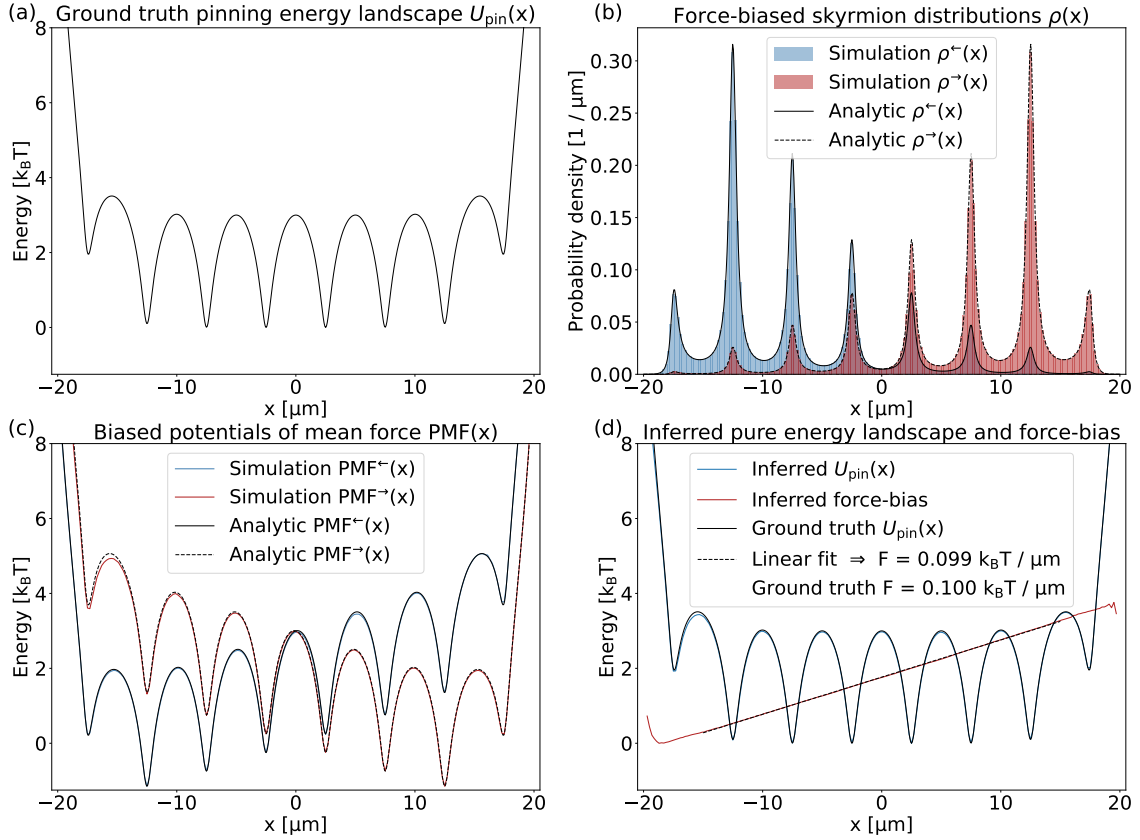 (a) Ground truth pinning energy landscape U_pin(x)
8
6
4
2
0
Energy [k_BT]
−20 −10 0 10 20
x [μm]
(b) Force-biased skyrmion distributions ρ(x)
Simulation ρ^←(x)
Simulation ρ^→(x)
Analytic ρ^←(x)
Analytic ρ^→(x)
0.30
0.25
0.20
0.15
0.10
0.05
0.00
Probability density [1 / μm]
−20 −10 0 10 20
x [μm]
(c) Biased potentials of mean force PMF(x)
Simulation PMF^←(x)
Simulation PMF^→(x)
Analytic PMF^←(x)
Analytic PMF^→(x)
8
6
4
2
0
Energy [k_BT]
−20 −10 0 10 20
x [μm]
(d) Inferred pure energy landscape and force-bias
Inferred U_pin(x)
Inferred force-bias
Ground truth U_pin(x)
Linear fit ⇒ F = 0.099 k_BT / μm
Ground truth F = 0.100 k_BT / μm
8
6
4
2
0
Energy [k_BT]
−20 −10 0 10 20
x [μm]